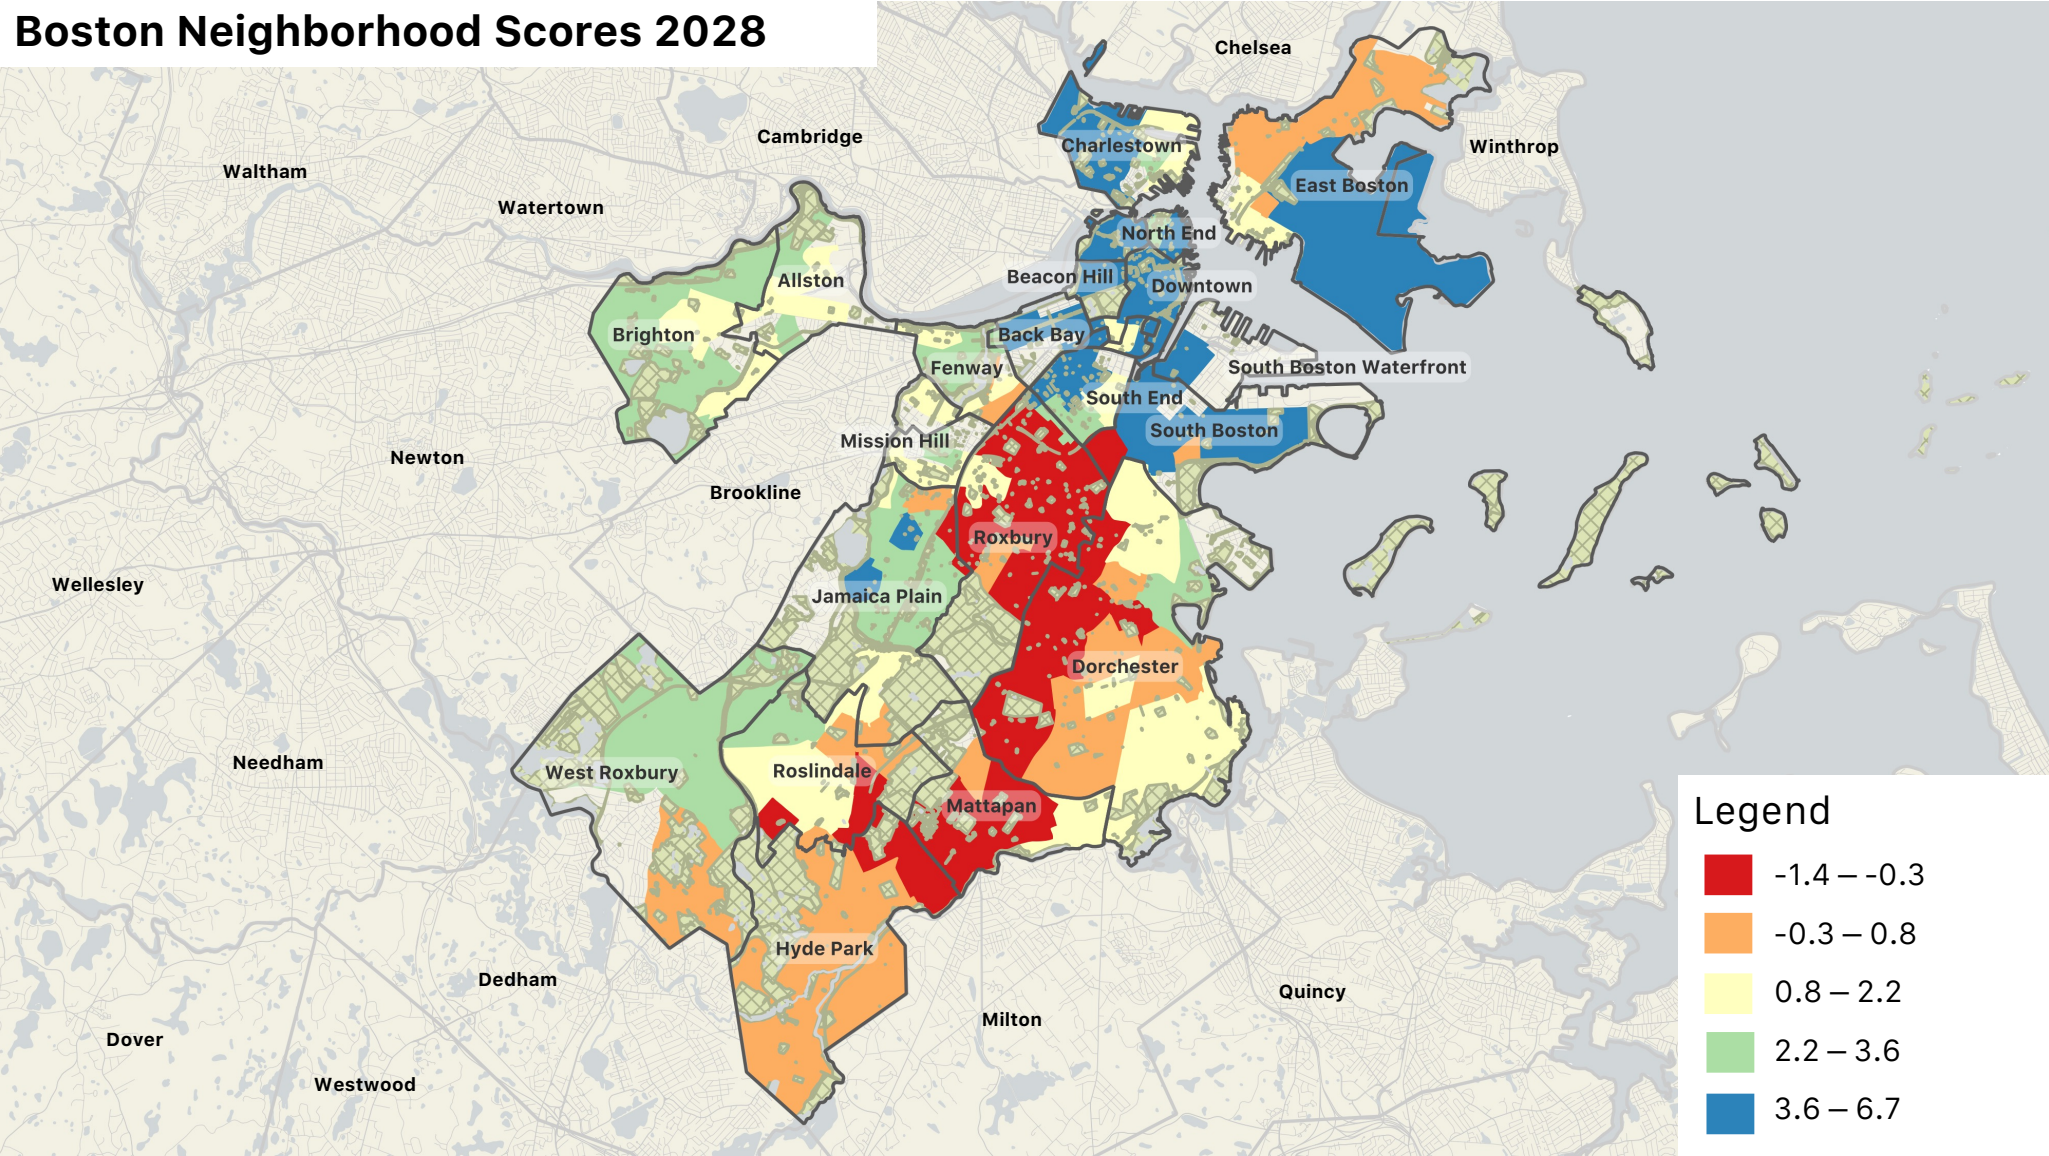 Boston Neighborhood Scores 2028
Chelsea
Cambridge
Charlestown
Winthrop
Waltham
East Boston
Watertown
North End
Beacon Hill
Allston
Downtown
Brighton
Back Bay
Fenway
South Boston Waterfront
South End
South Boston
Mission Hill
Newton
Brookline
Roxbury
Wellesley
Jamaica Plain
Dorchester
Needham
West Roxbury
Roslindale
Mattapan
Hyde Park
Dedham
Quincy
Milton
Dover
Westwood
Legend
-1.4 – -0.3
-0.3 – 0.8
0.8 – 2.2
2.2 – 3.6
3.6 – 6.7